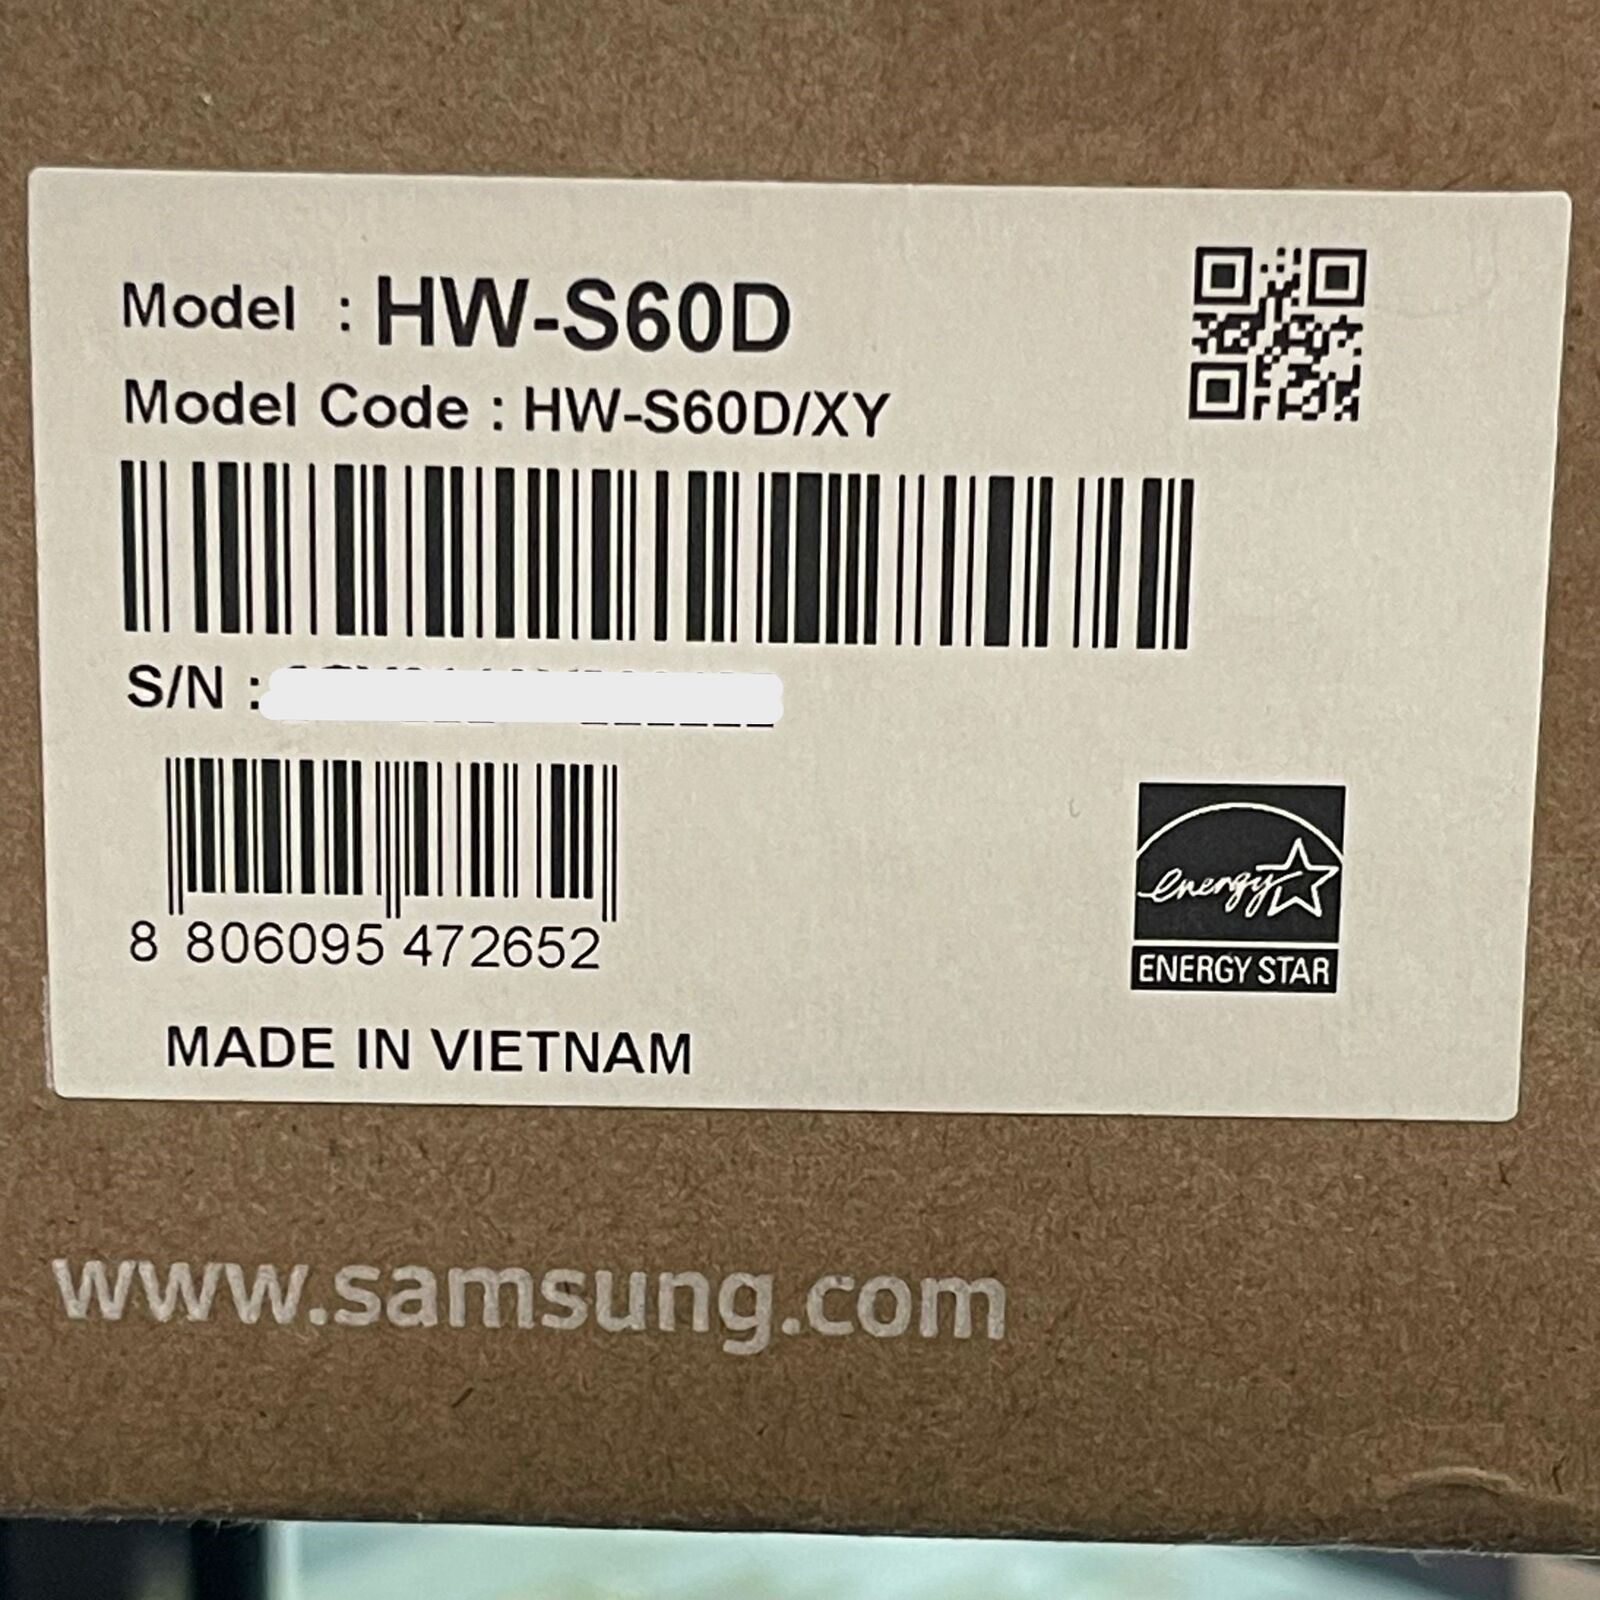 Model : HW-S60D
Model Code : HW-S60D/XY
S/N :
8 806095 472652
energy
ENERGY STAR
MADE IN VIETNAM
www.samsung.com